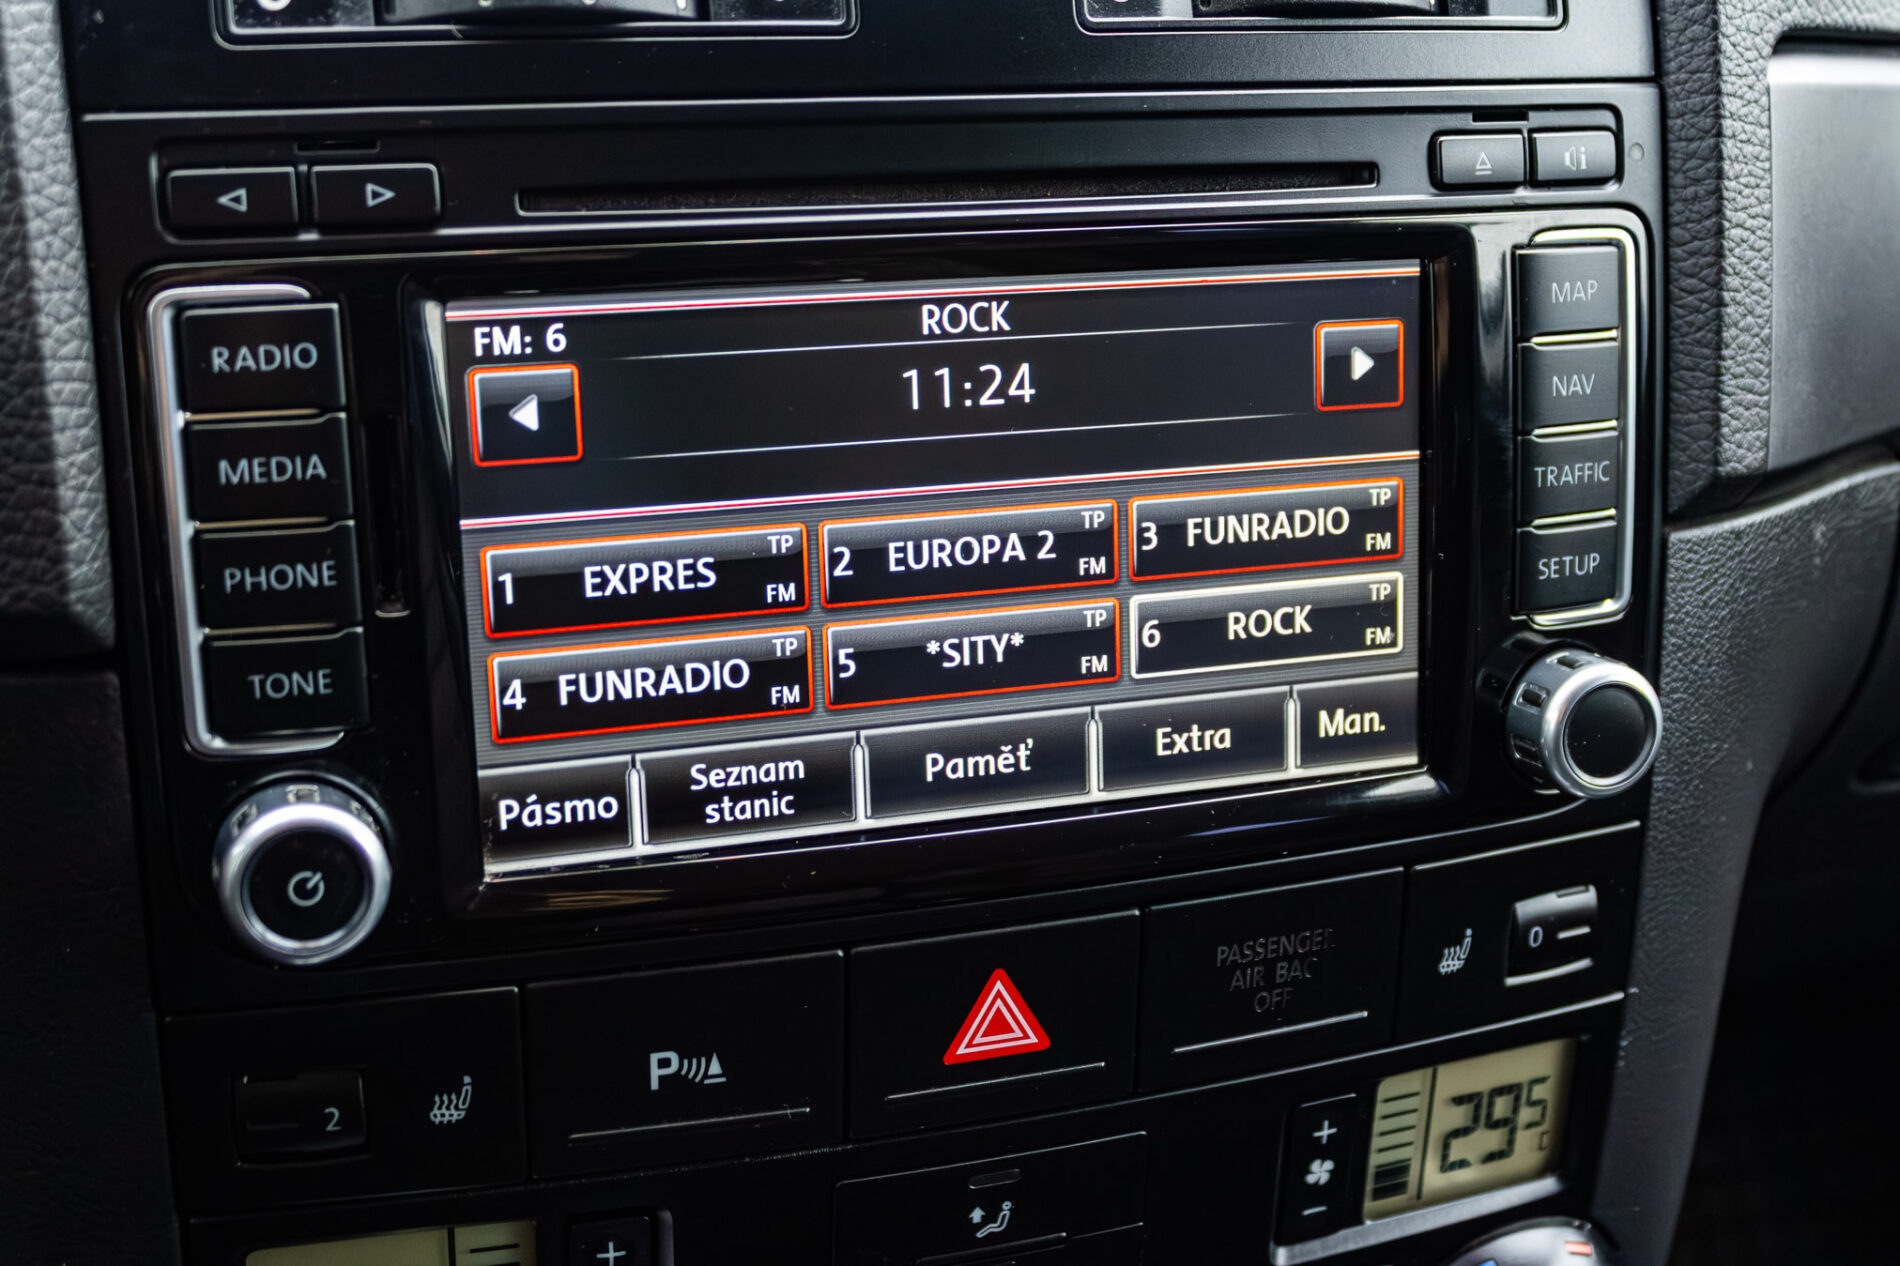 RADIO
MEDIA
PHONE
TONE
MAP
NAV
TRAFFIC
SETUP
FM: 6
ROCK
11:24
1 EXPRES TP FM
2 EUROPA 2 TP FM
3 FUNRADIO TP FM
4 FUNRADIO TP FM
5 *SITY* TP FM
6 ROCK TP FM
Pásmo
Seznam
stanic
Paměť
Extra
Man.
PASSENGER
AIR BAG
OFF
0
2
P
29.5